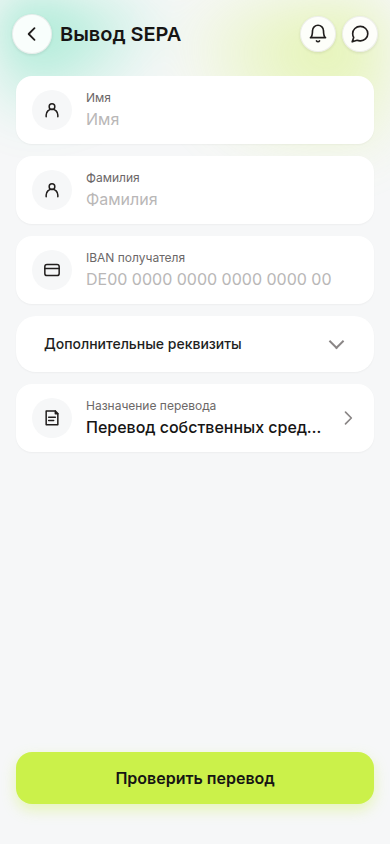 Вывод SEPA
Имя
Имя
Фамилия
Фамилия
IBAN получателя
DE00 0000 0000 0000 0000 00
Дополнительные реквизиты
Назначение перевода
Перевод собственных сред...
Проверить перевод